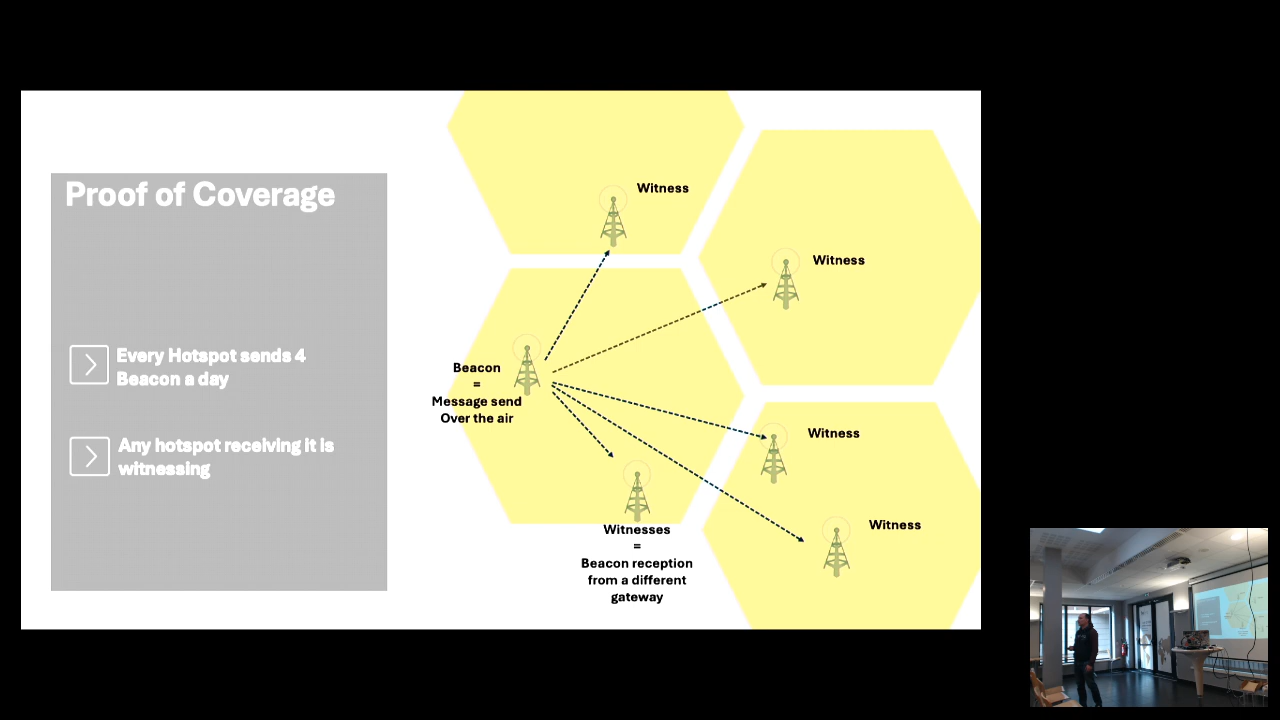 Proof of Coverage
Every Hotspot sends 4
Beacon a day
Any hotspot receiving it is
witnessing
Witness
Witness
Beacon
=
Message send
Over the air
Witness
Witness
Witnesses
=
Beacon reception
from a different
gateway